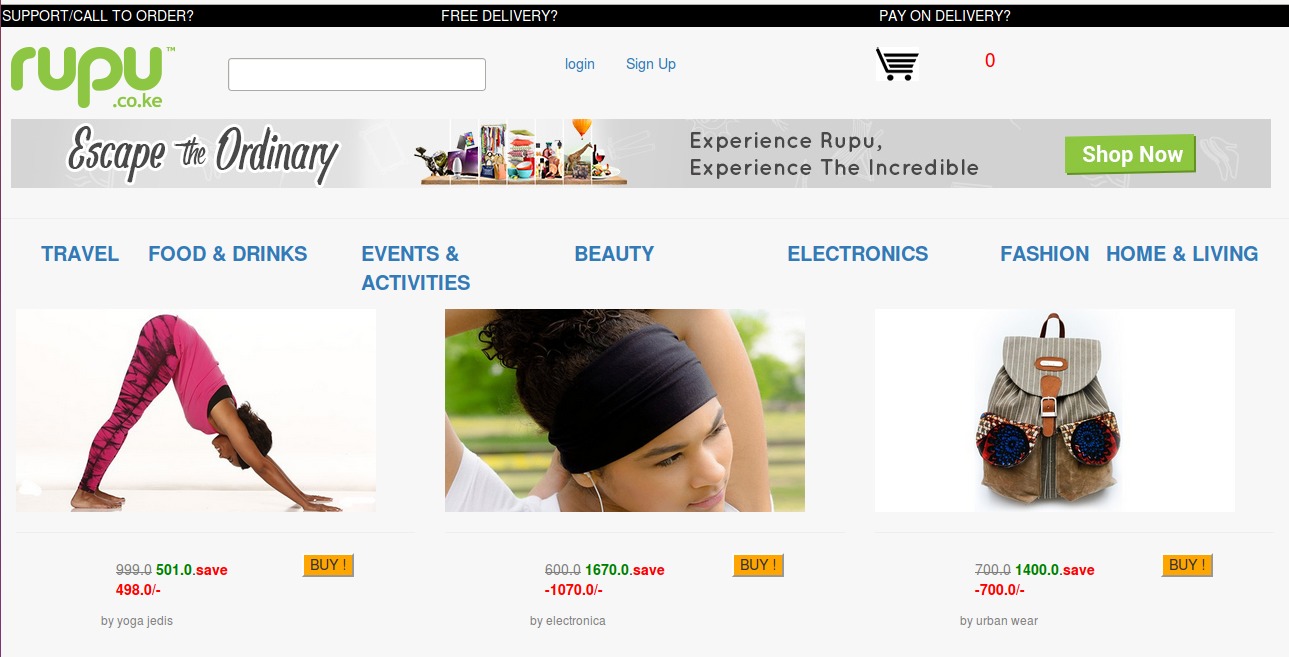 SUPPORT/CALL TO ORDER? FREE DELIVERY? PAY ON DELIVERY?
rupu™
.co.ke
login Sign Up 0
Escape the Ordinary
Experience Rupu,
Experience The Incredible
Shop Now
TRAVEL FOOD & DRINKS EVENTS & ACTIVITIES BEAUTY ELECTRONICS FASHION HOME & LIVING
999.0 501.0.save
498.0/-
BUY !
by yoga jedis
600.0 1670.0.save
-1070.0/-
BUY !
by electronica
700.0 1400.0.save
-700.0/-
BUY !
by urban wear